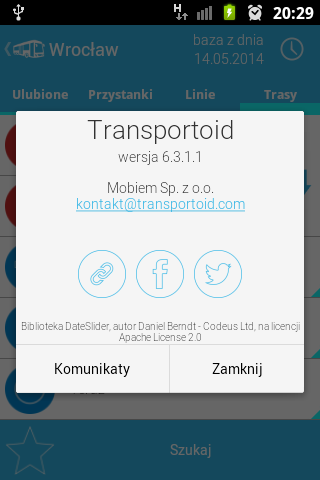 H
20:29
Wrocław
baza z dnia
14.05.2014
Ulubione Przystanki Linie Trasy
Transportoid
wersja 6.3.1.1
Mobiem Sp. z o.o.
kontakt@transportoid.com
Biblioteka DateSlider, autor Daniel Berndt - Codeus Ltd, na licencji
Apache License 2.0
Komunikaty Zamknij
Szukaj